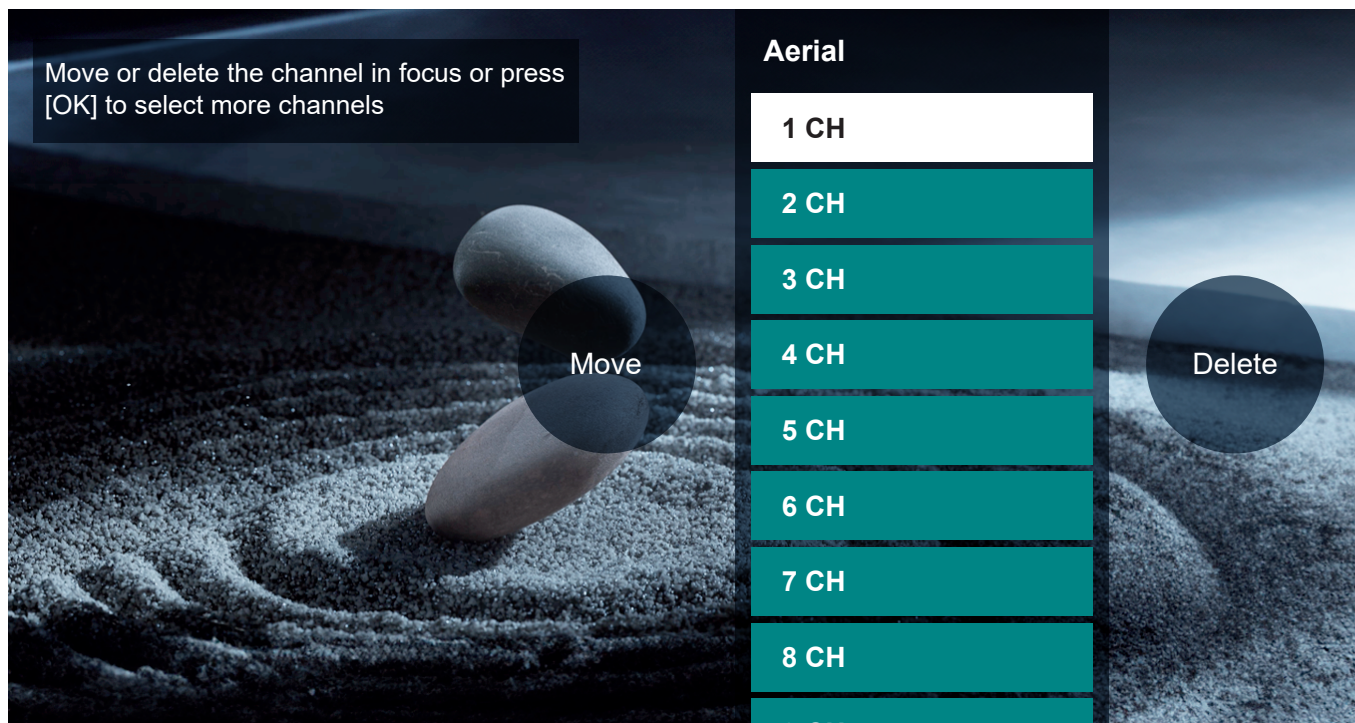 Move or delete the channel in focus or press
[OK] to select more channels
Aerial
1 CH
2 CH
3 CH
4 CH
5 CH
6 CH
7 CH
8 CH
Move
Delete